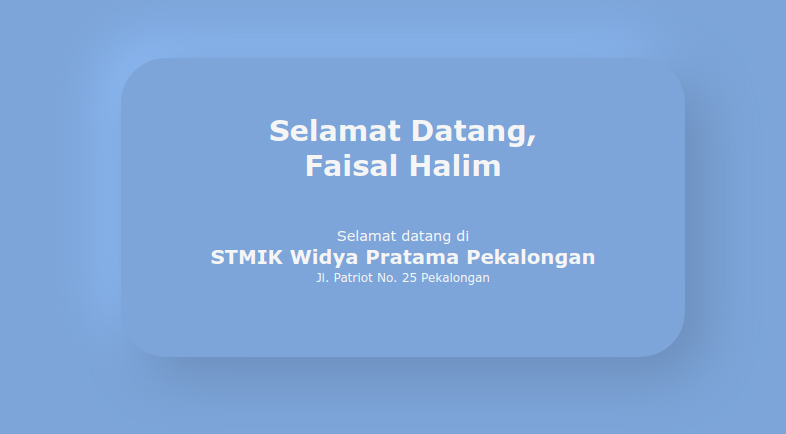 Selamat Datang,
Faisal Halim
Selamat datang di
STMIK Widya Pratama Pekalongan
Jl. Patriot No. 25 Pekalongan